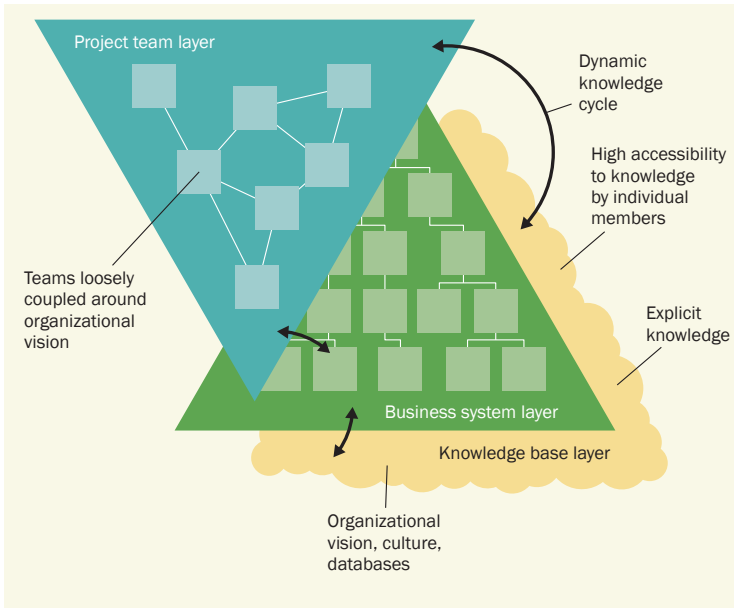 Project team layer
Dynamic
knowledge
cycle
High accessibility
to knowledge
by individual
members
Teams loosely
coupled around
organizational
vision
Explicit
knowledge
Business system layer
Knowledge base layer
Organizational
vision, culture,
databases